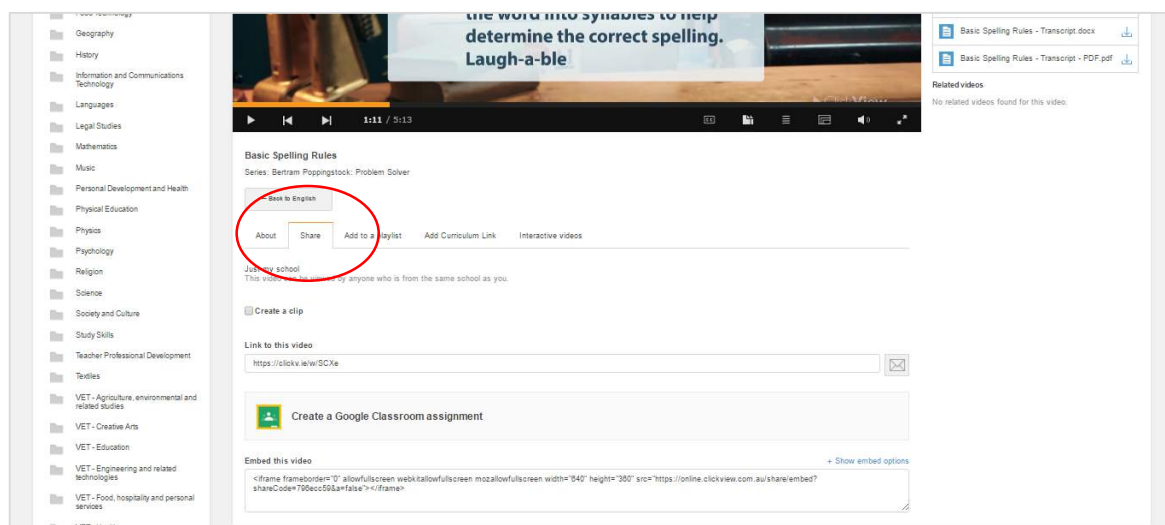 Food Technology
Geography
History
Information and Communications
Technology
Languages
Legal Studies
Mathematics
Music
Personal Development and Health
Physical Education
Physics
Psychology
Religion
Science
Society and Culture
Study Skills
Teacher Professional Development
Textiles
VET - Agriculture, environmental and
related studies
VET - Creative Arts
VET - Education
VET - Engineering and related
technologies
VET - Food, hospitality and personal
services
the word into syllables to help
determine the correct spelling.
Laugh-a-ble
ClickView
1:11 / 5:13
Basic Spelling Rules
Series: Bertram Poppingstock: Problem Solver
Back to English
About Share Add to a playlist Add Curriculum Link Interactive videos
Just my school
This video can be viewed by anyone who is from the same school as you.
Create a clip
Link to this video
https://clickv.ie/w/SCXe
Create a Google Classroom assignment
Embed this video + Show embed options
<iframe frameborder="0" allowfullscreen webkitallowfullscreen mozallowfullscreen width="640" height="360" src="https://online.clickview.com.au/share/embed?
shareCode=796ecc59&a=false"></iframe>
Basic Spelling Rules - Transcript.docx
Basic Spelling Rules - Transcript - PDF.pdf
Related videos
No related videos found for this video.